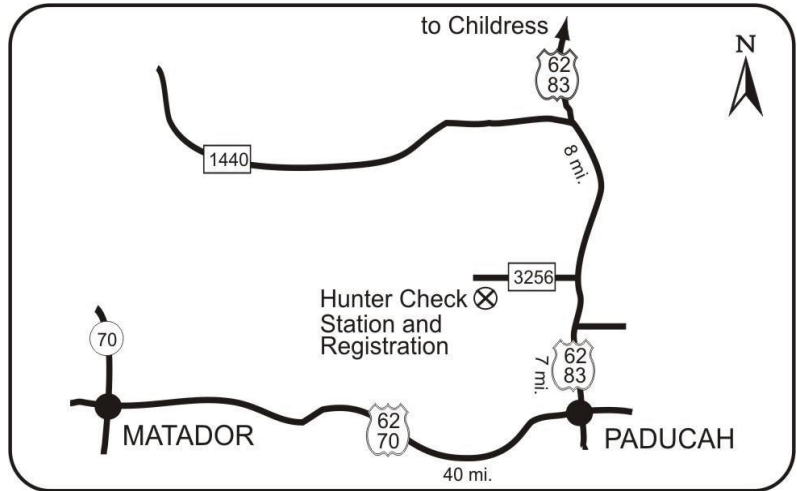 to Childress
62
83
N
1440
8 mi.
3256
Hunter Check
Station and
Registration
70
7 mi.
62
83
62
70
MATADOR
PADUCAH
40 mi.